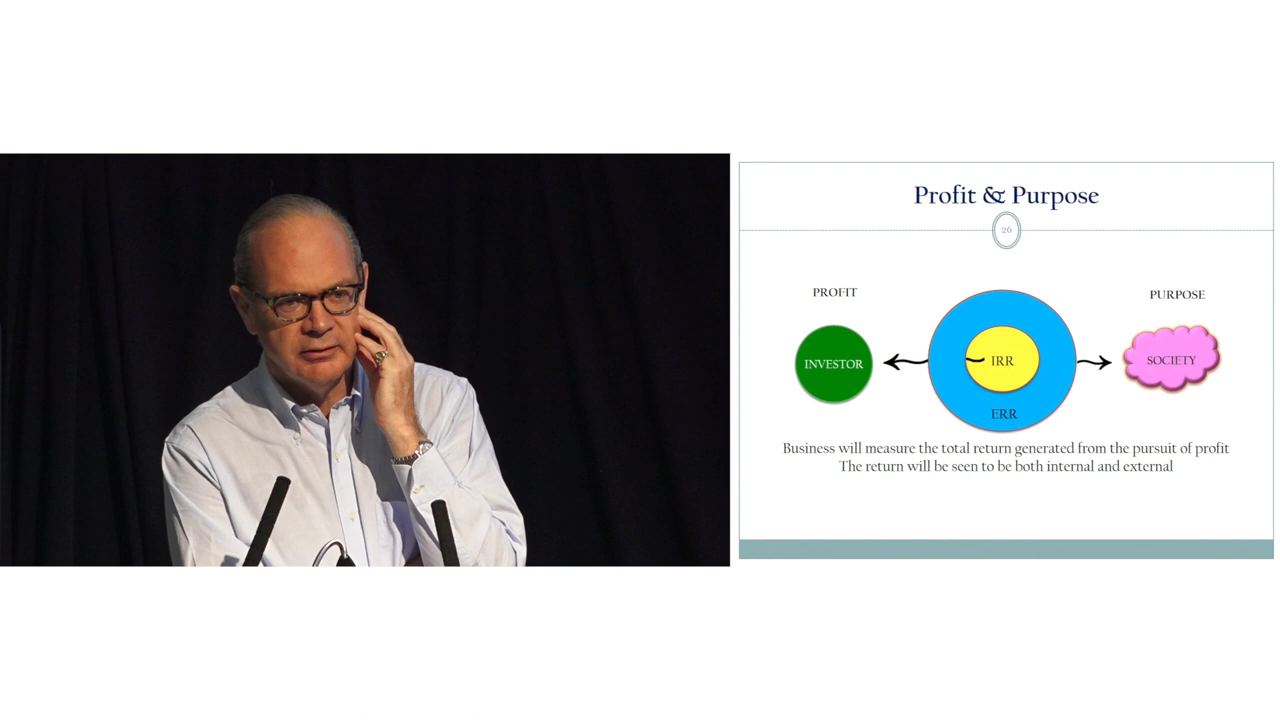 Profit & Purpose
26
PROFIT
PURPOSE
INVESTOR
IRR
SOCIETY
ERR
Business will measure the total return generated from the pursuit of profit
The return will be seen to be both internal and external